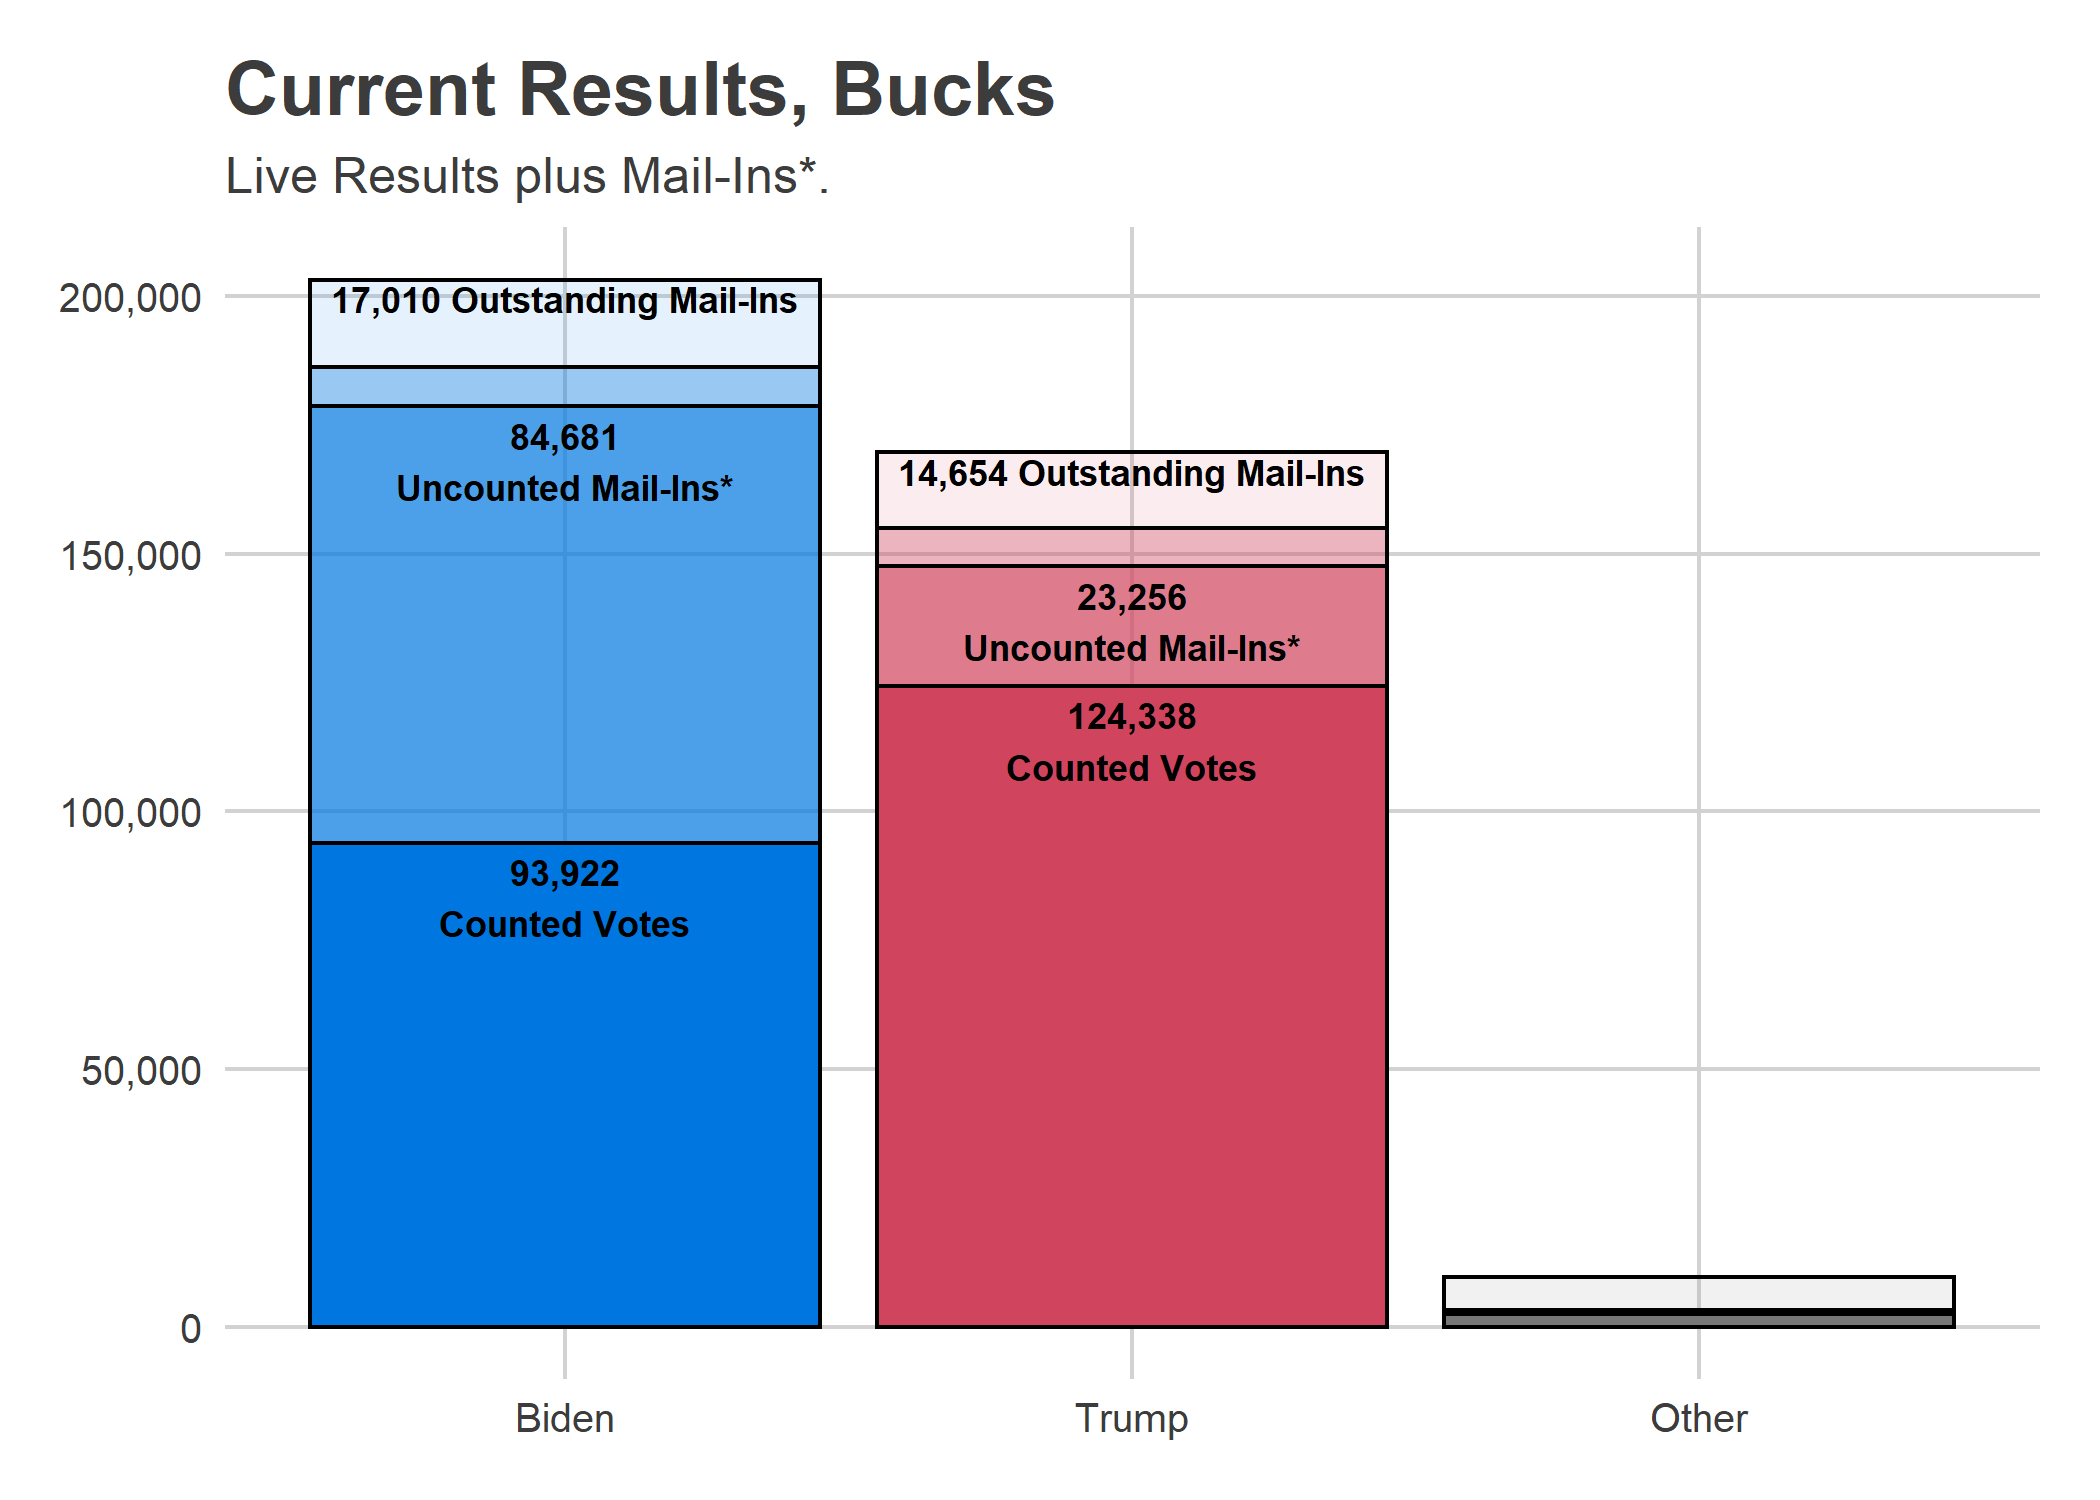 Current Results, Bucks
Live Results plus Mail-Ins*.
200,000
150,000
100,000
50,000
0
17,010 Outstanding Mail-Ins
84,681
Uncounted Mail-Ins*
93,922
Counted Votes
14,654 Outstanding Mail-Ins
23,256
Uncounted Mail-Ins*
124,338
Counted Votes
Biden
Trump
Other